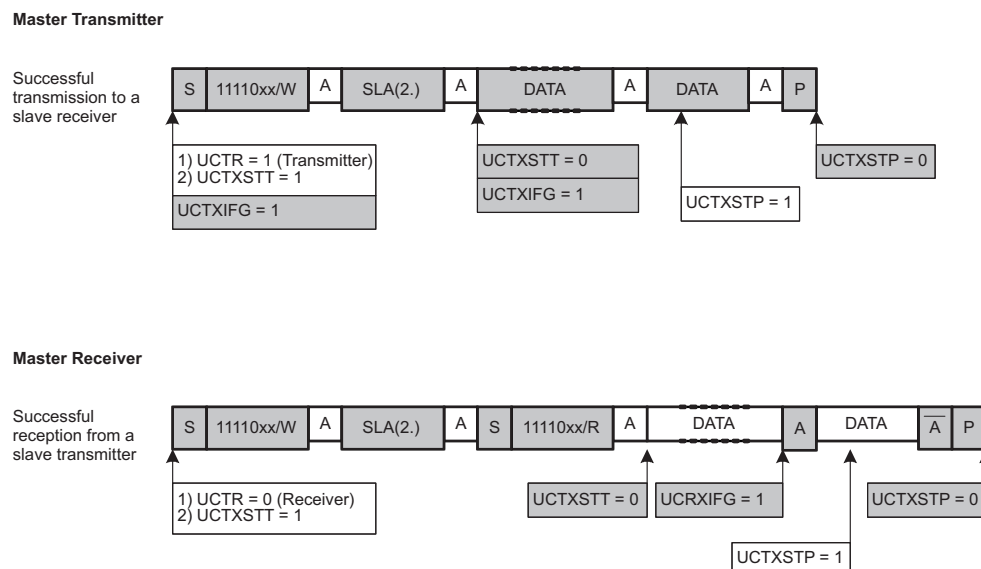 Master Transmitter
Successful
transmission to a
slave receiver
S 11110xx/W A SLA(2.) A DATA A DATA A P
1) UCTR = 1 (Transmitter)
2) UCTXSTT = 1
UCTXIFG = 1
UCTXSTT = 0
UCTXIFG = 1
UCTXSTP = 1
UCTXSTP = 0
Master Receiver
Successful
reception from a
slave transmitter
S 11110xx/W A SLA(2.) A S 11110xx/R A DATA A DATA A̅ P
1) UCTR = 0 (Receiver)
2) UCTXSTT = 1
UCTXSTT = 0
UCRXIFG = 1
UCTXSTP = 0
UCTXSTP = 1